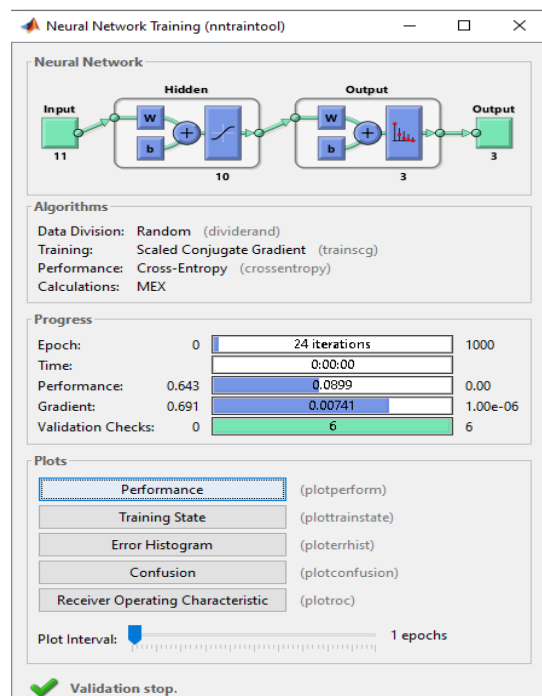 Neural Network Training (nntraintool)
Neural Network
Hidden Output
Input Output
W W
+ +
b b
11 3
10 3
Algorithms
Data Division: Random (dividerand)
Training: Scaled Conjugate Gradient (trainscg)
Performance: Cross-Entropy (crossentropy)
Calculations: MEX
Progress
Epoch: 0 24 iterations 1000
Time: 0:00:00
Performance: 0.643 0.0899 0.00
Gradient: 0.691 0.00741 1.00e-06
Validation Checks: 0 6 6
Plots
Performance (plotperform)
Training State (plottrainstate)
Error Histogram (ploterrhist)
Confusion (plotconfusion)
Receiver Operating Characteristic (plotroc)
Plot Interval: 1 epochs
Validation stop.